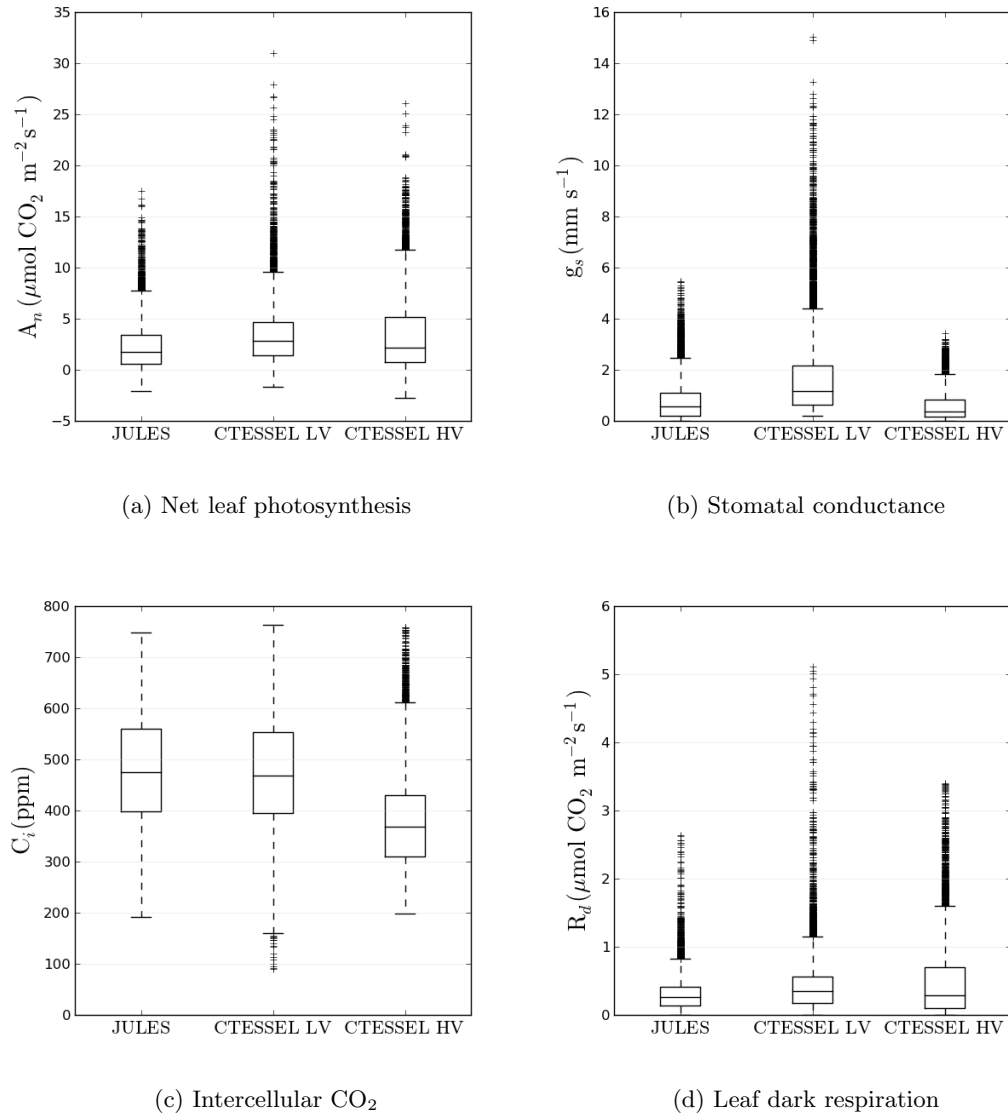 35
30
25
20
15
10
5
0
−5
A_n (μmol CO₂ m⁻² s⁻¹)
JULES CTESSEL LV CTESSEL HV
(a) Net leaf photosynthesis
16
14
12
10
8
6
4
2
0
g_s (mm s⁻¹)
JULES CTESSEL LV CTESSEL HV
(b) Stomatal conductance
800
700
600
500
400
300
200
100
0
C_i (ppm)
JULES CTESSEL LV CTESSEL HV
(c) Intercellular CO₂
6
5
4
3
2
1
0
R_d (μmol CO₂ m⁻² s⁻¹)
JULES CTESSEL LV CTESSEL HV
(d) Leaf dark respiration